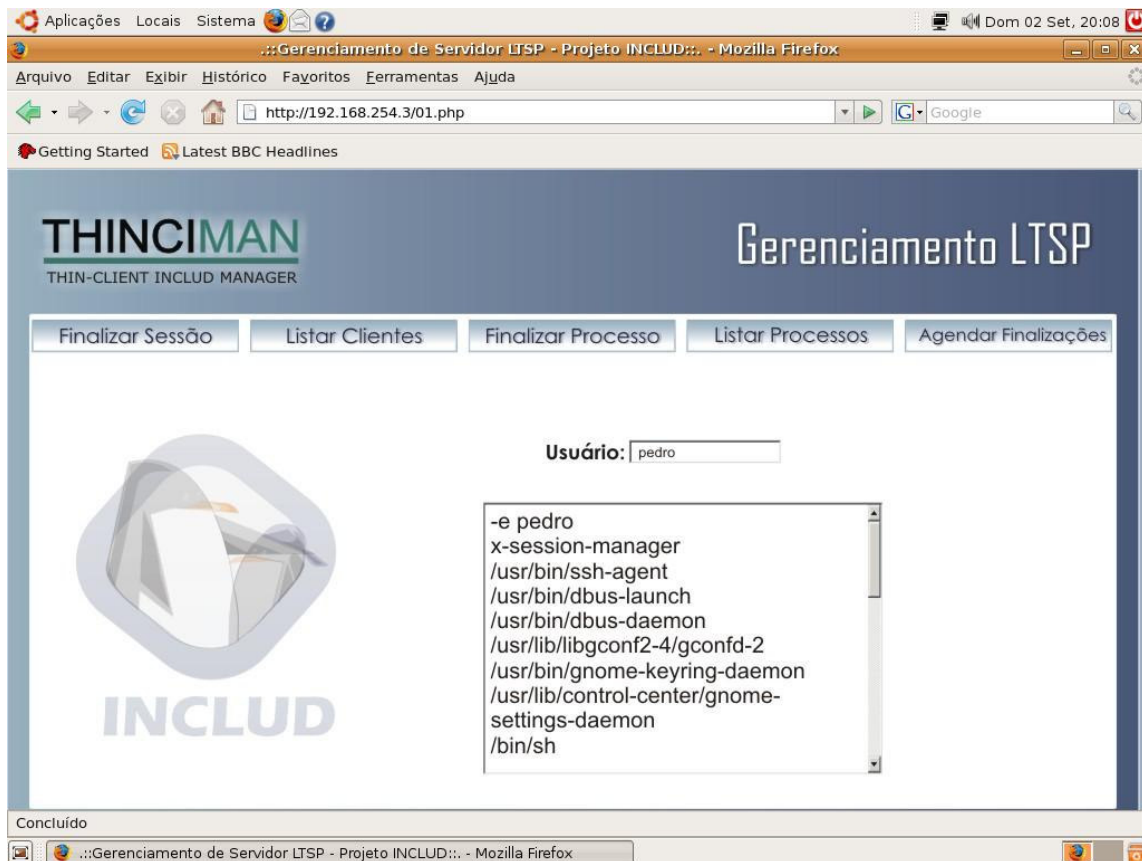 Aplicações Locais Sistema Dom 02 Set, 20:08
.::Gerenciamento de Servidor LTSP - Projeto INCLUD::. - Mozilla Firefox
Arquivo Editar Exibir Histórico Favoritos Ferramentas Ajuda
http://192.168.254.3/01.php G Google
Getting Started Latest BBC Headlines
THINCIMAN
THIN-CLIENT INCLUD MANAGER
Gerenciamento LTSP
Finalizar Sessão Listar Clientes Finalizar Processo Listar Processos Agendar Finalizações
Usuário: pedro
-e pedro
x-session-manager
/usr/bin/ssh-agent
/usr/bin/dbus-launch
/usr/bin/dbus-daemon
/usr/lib/libgconf2-4/gconfd-2
/usr/bin/gnome-keyring-daemon
/usr/lib/control-center/gnome-
settings-daemon
/bin/sh
INCLUD
Concluído
.::Gerenciamento de Servidor LTSP - Projeto INCLUD::. - Mozilla Firefox